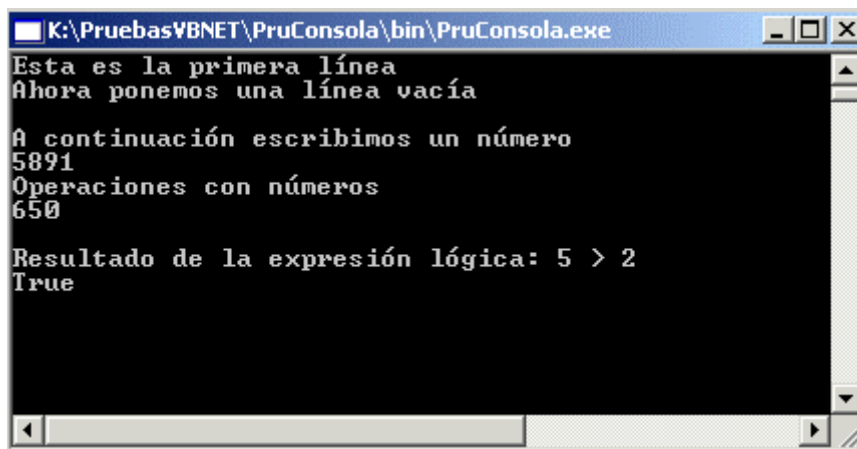 K:\PruebasVBNET\PruConsola\bin\PruConsola.exe
Esta es la primera línea
Ahora ponemos una línea vacía
A continuación escribimos un número
5891
Operaciones con números
650
Resultado de la expresión lógica: 5 > 2
True